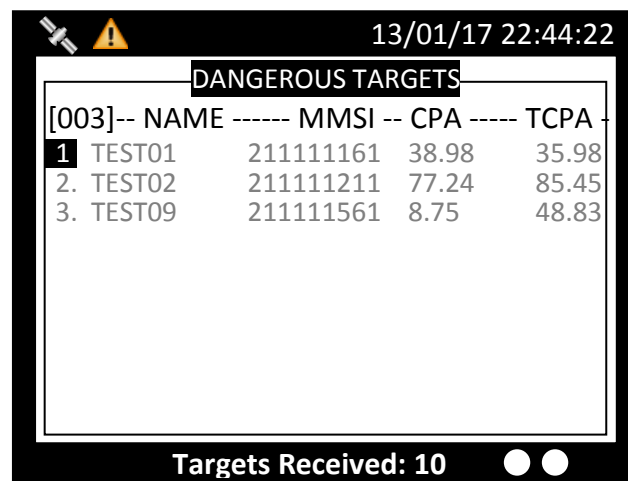 13/01/17 22:44:22
DANGEROUS TARGETS
[003]-- NAME ------ MMSI -- CPA ----- TCPA -
1 TEST01 211111161 38.98 35.98
2. TEST02 211111211 77.24 85.45
3. TEST09 211111561 8.75 48.83
Targets Received: 10